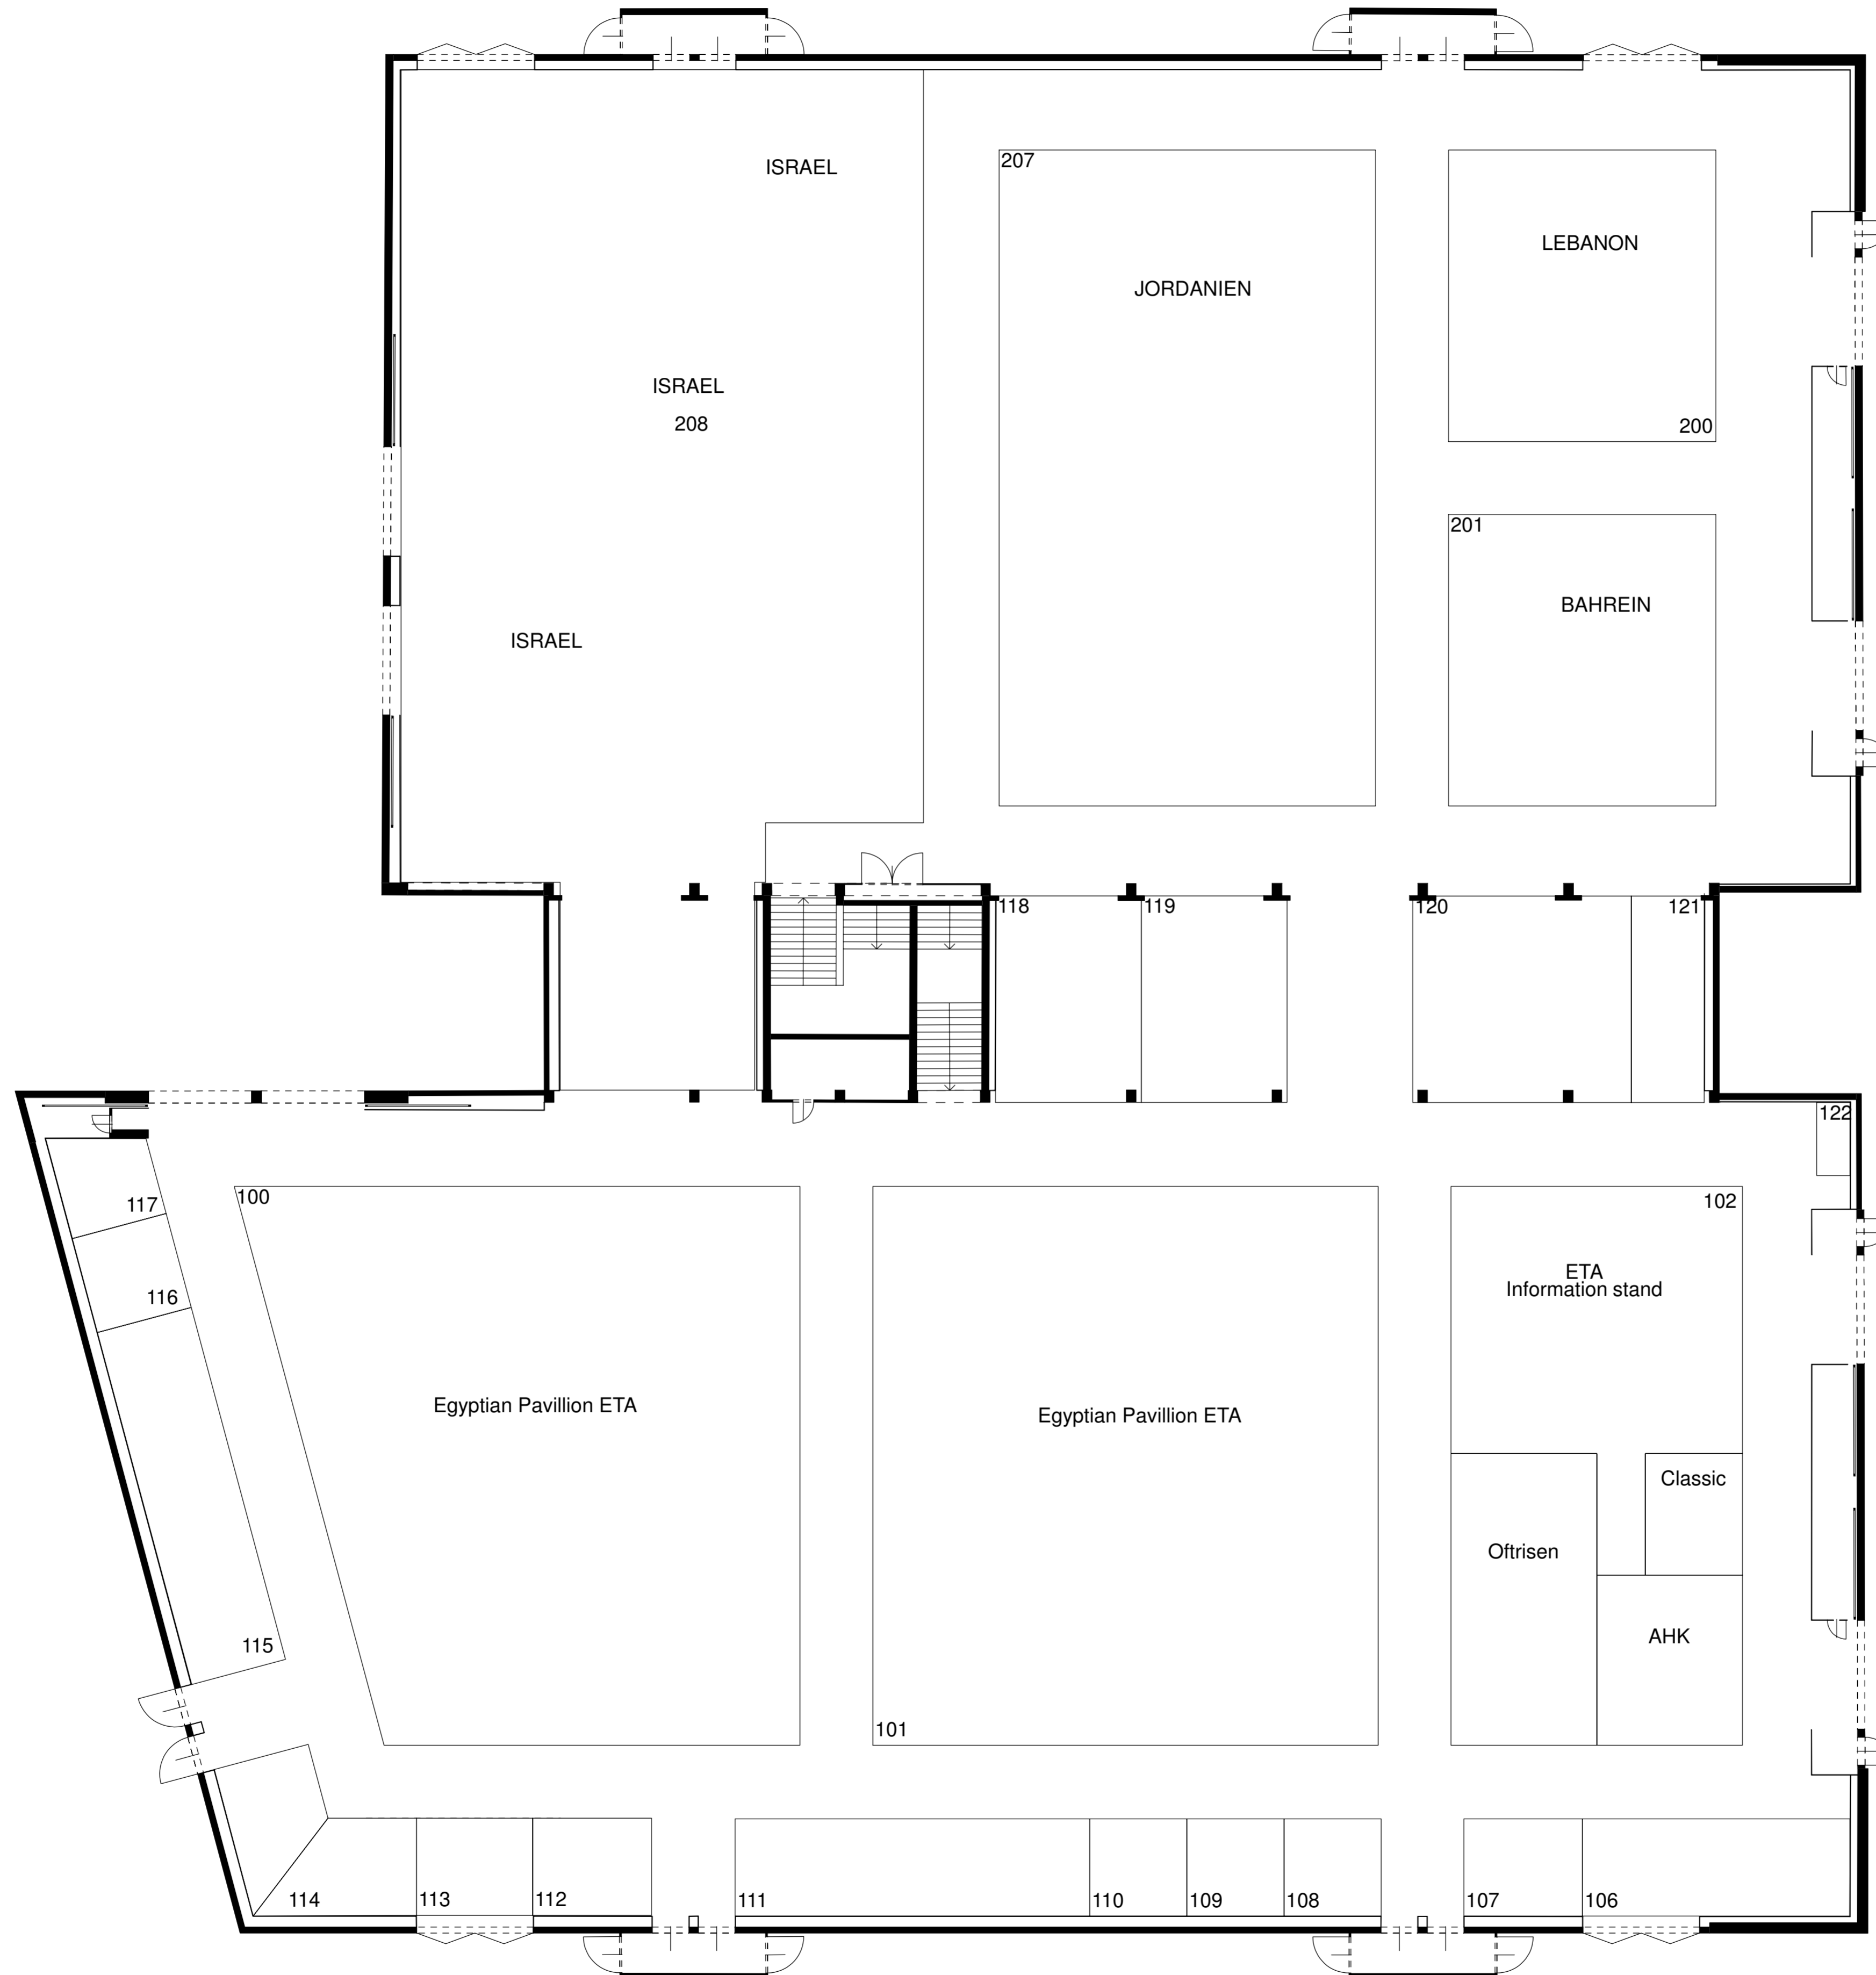 ISRAEL
207
LEBANON
JORDANIEN
ISRAEL
208
200
201
BAHREIN
ISRAEL
118
119
120
121
122
117
100
102
116
ETA
Information stand
Egyptian Pavillion ETA
Egyptian Pavillion ETA
Classic
Oftrisen
AHK
115
101
114
113
112
111
110
109
108
107
106